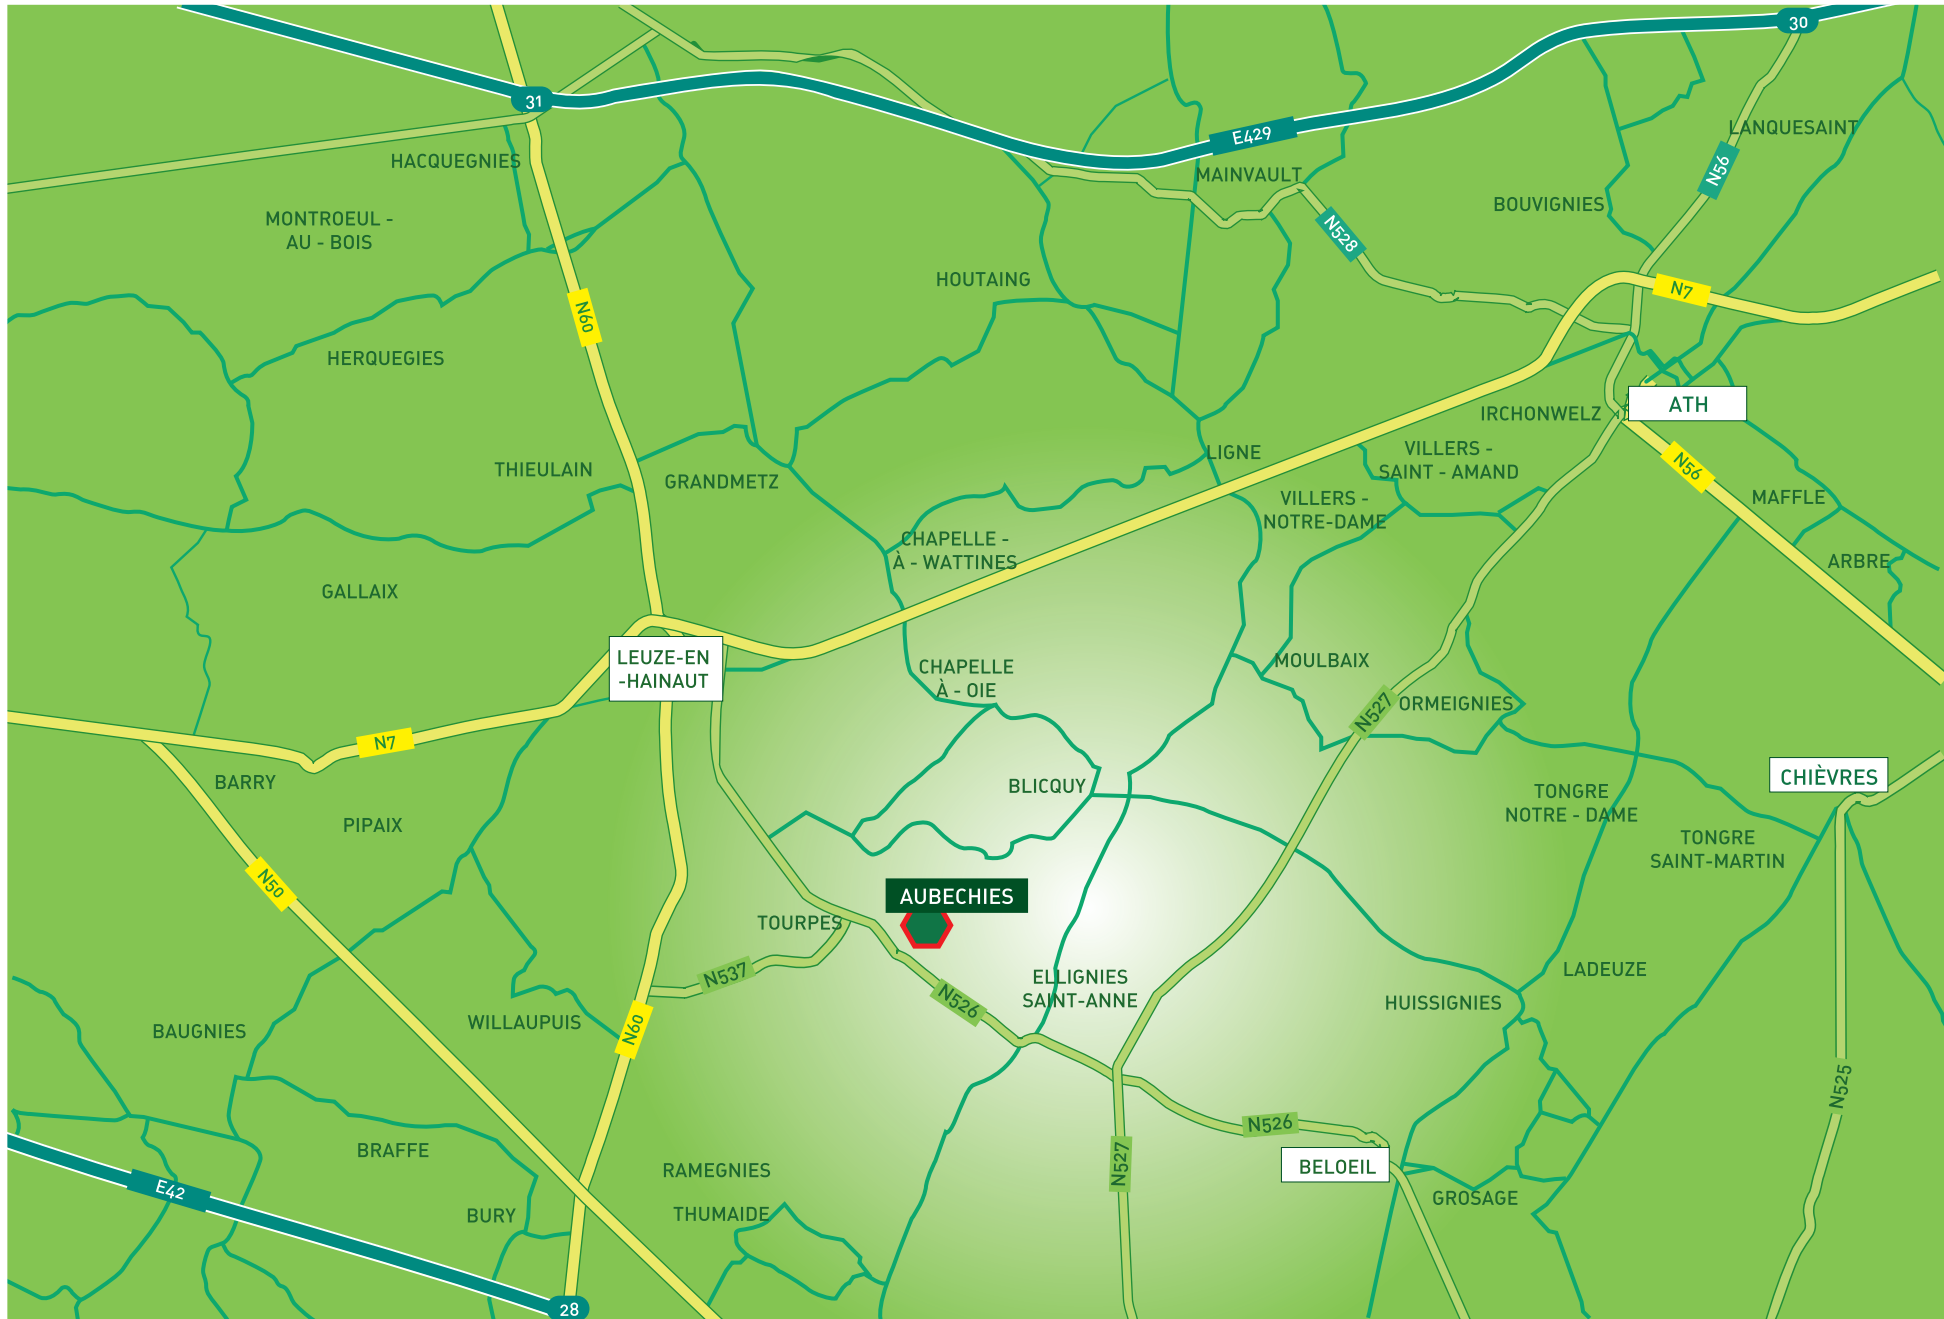 30
31
E429
LANQUESAINT
HACQUEGNIES
MAINVAULT
N56
BOUVIGNIES
MONTROEUL -
AU - BOIS
N528
HOUTAING
N7
N60
HERQUEGIES
ATH
IRCHONWELZ
LIGNE
VILLERS -
SAINT - AMAND
THIEULAIN
GRANDMETZ
N56
MAFFLE
VILLERS -
NOTRE-DAME
CHAPELLE -
À - WATTINES
ARBRE
GALLAIX
LEUZE-EN
-HAINAUT
CHAPELLE
À - OIE
MOULBAIX
ORMEIGNIES
N527
N7
BARRY
BLICQUY
CHIÈVRES
TONGRE
NOTRE - DAME
PIPAIX
TONGRE
SAINT-MARTIN
N50
AUBECHIES
TOURPES
N537
ELLIGNIES
SAINT-ANNE
LADEUZE
N526
HUISSIGNIES
WILLAUPUIS
BAUGNIES
N60
N525
N526
BRAFFE
N527
BELOEIL
RAMEGNIES
E42
GROSAGE
BURY
THUMAIDE
28